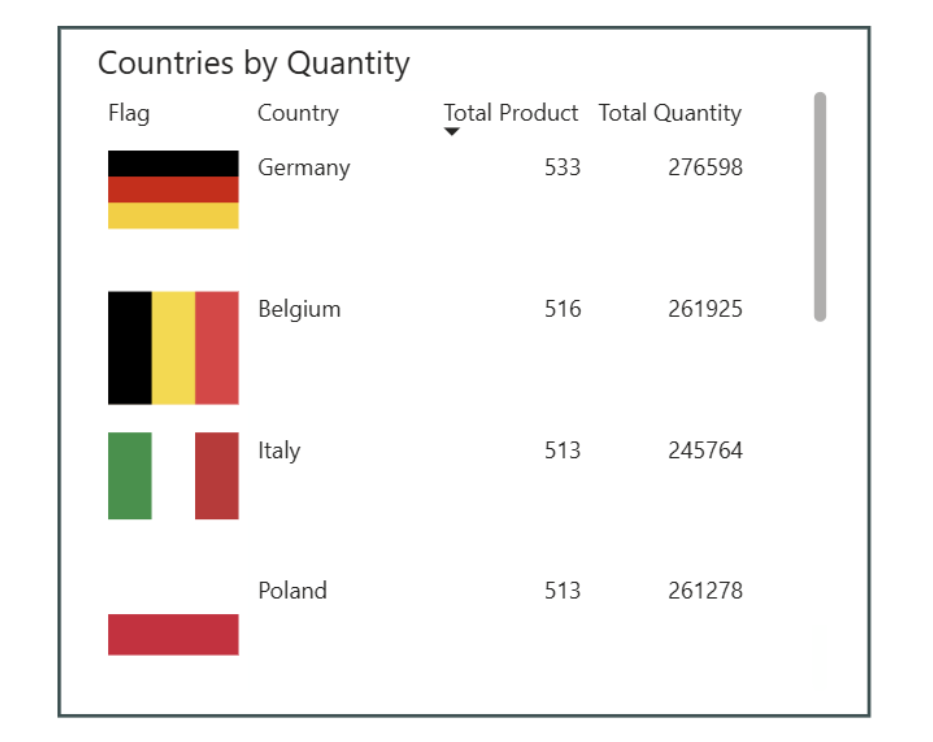 Countries by Quantity
Flag Country Total Product Total Quantity
Germany 533 276598
Belgium 516 261925
Italy 513 245764
Poland 513 261278